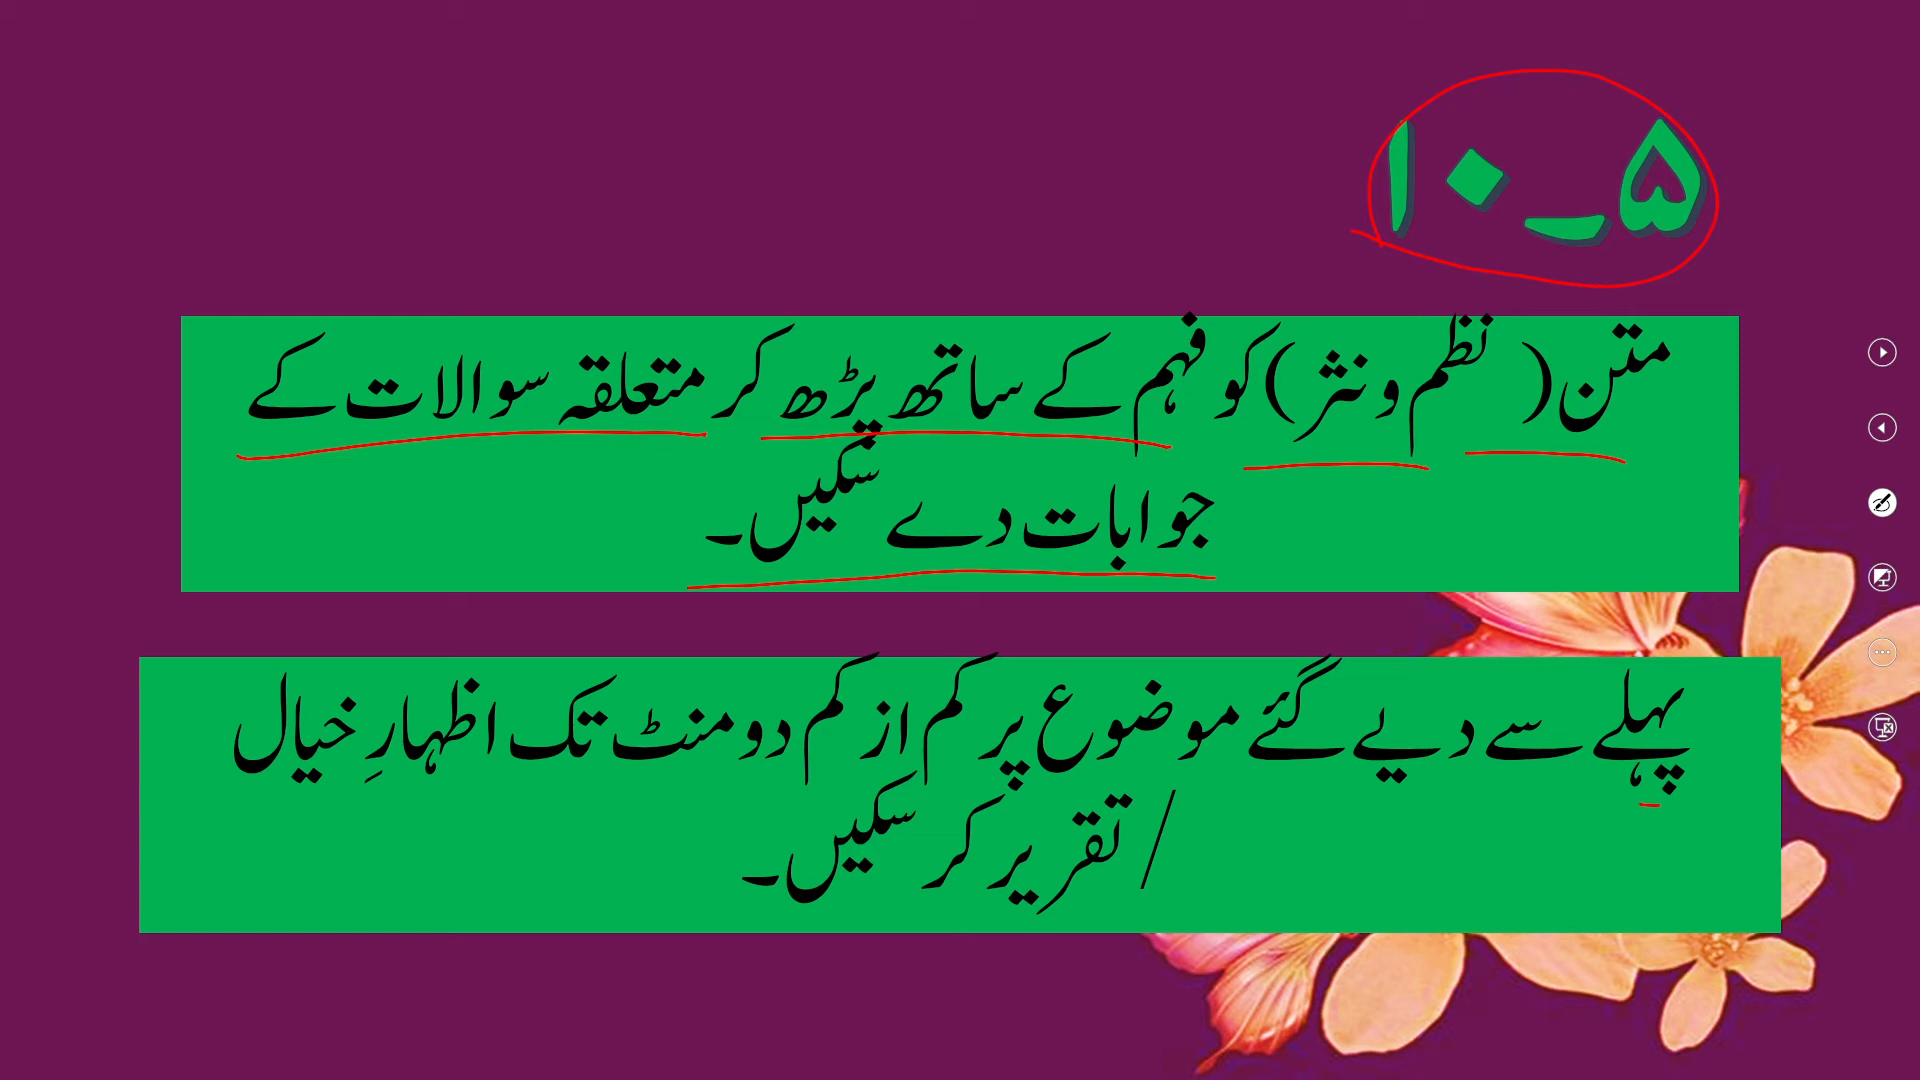 ۵۔۱۰
متن( نظم و نثر)کو فہم کے ساتھ پڑھ کر متعلقہ سوالات کے
جوابات دے سکیں۔
پہلے سے دیے گئے موضوع پر کم از کم دو منٹ تک اظہارِ خیال
/ تقریر کر سکیں۔